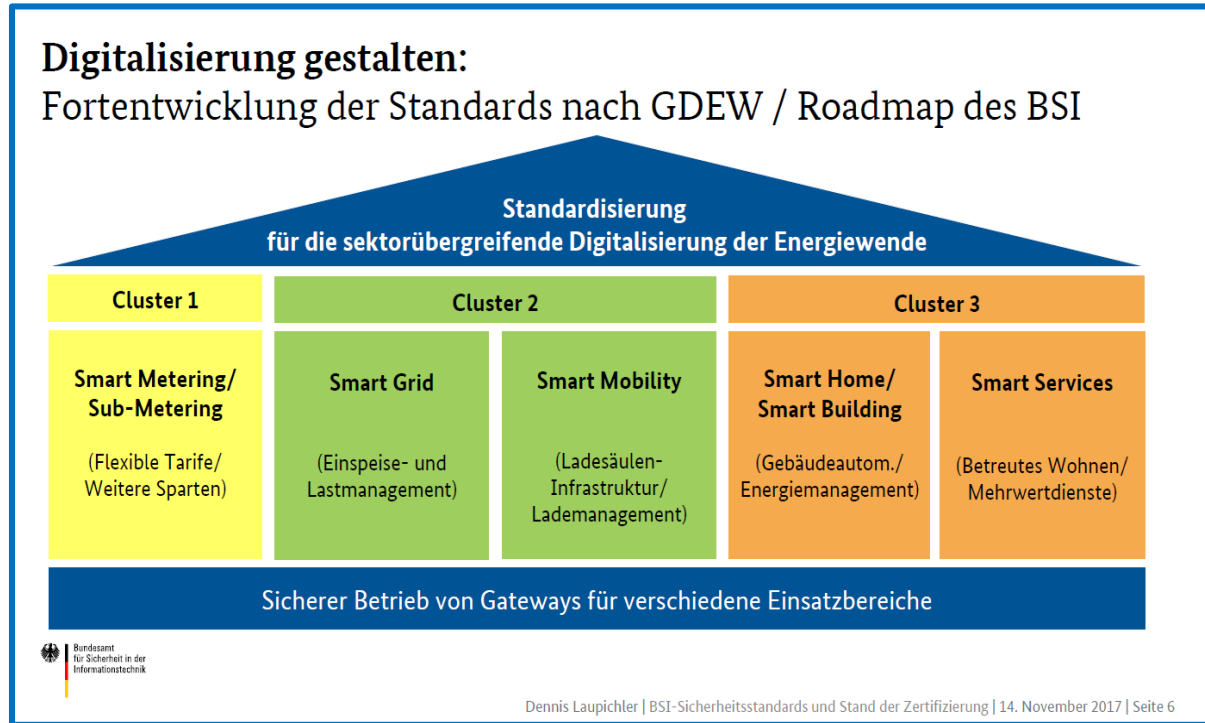 Digitalisierung gestalten:
Fortentwicklung der Standards nach GDEW / Roadmap des BSI
Standardisierung
für die sektorübergreifende Digitalisierung der Energiewende
Cluster 1
Cluster 2
Cluster 3
Smart Metering/
Sub-Metering
(Flexible Tarife/
Weitere Sparten)
Smart Grid
(Einspeise- und
Lastmanagement)
Smart Mobility
(Ladesäulen-
Infrastruktur/
Lademanagement)
Smart Home/
Smart Building
(Gebäudeautom./
Energiemanagement)
Smart Services
(Betreutes Wohnen/
Mehrwertdienste)
Sicherer Betrieb von Gateways für verschiedene Einsatzbereiche
Bundesamt
für Sicherheit in der
Informationstechnik
Dennis Laupichler | BSI-Sicherheitsstandards und Stand der Zertifizierung | 14. November 2017 | Seite 6